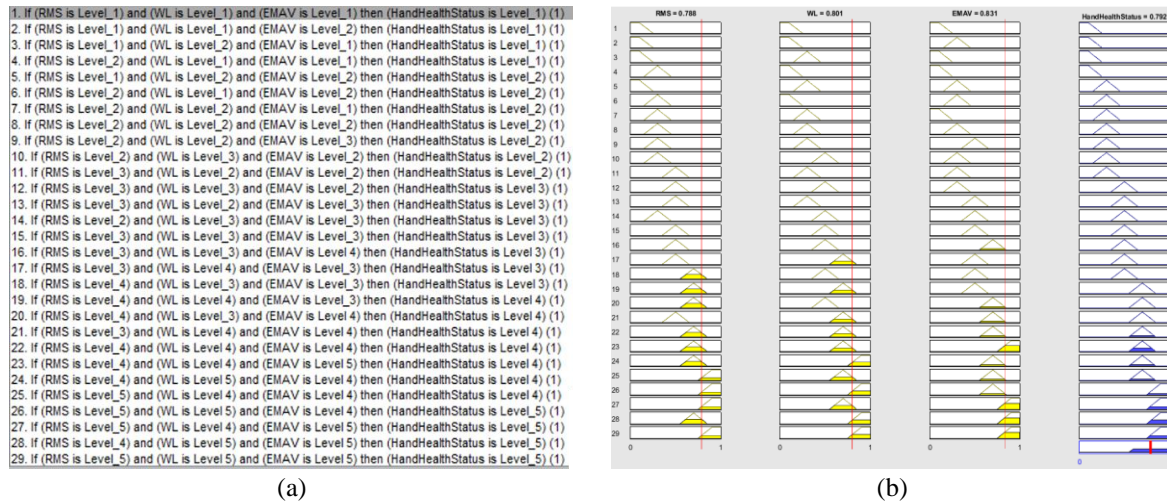 1. If (RMS is Level_1) and (WL is Level_1) and (EMAV is Level_1) then (HandHealthStatus is Level_1) (1)
2. If (RMS is Level_1) and (WL is Level_1) and (EMAV is Level_2) then (HandHealthStatus is Level_1) (1)
3. If (RMS is Level_1) and (WL is Level_2) and (EMAV is Level_1) then (HandHealthStatus is Level_1) (1)
4. If (RMS is Level_2) and (WL is Level_1) and (EMAV is Level_1) then (HandHealthStatus is Level_1) (1)
5. If (RMS is Level_1) and (WL is Level_2) and (EMAV is Level_2) then (HandHealthStatus is Level_2) (1)
6. If (RMS is Level_2) and (WL is Level_1) and (EMAV is Level_2) then (HandHealthStatus is Level_2) (1)
7. If (RMS is Level_2) and (WL is Level_2) and (EMAV is Level_1) then (HandHealthStatus is Level_2) (1)
8. If (RMS is Level_2) and (WL is Level_2) and (EMAV is Level_2) then (HandHealthStatus is Level_2) (1)
9. If (RMS is Level_2) and (WL is Level_2) and (EMAV is Level_3) then (HandHealthStatus is Level_2) (1)
10. If (RMS is Level_2) and (WL is Level_3) and (EMAV is Level_2) then (HandHealthStatus is Level_2) (1)
11. If (RMS is Level_3) and (WL is Level_2) and (EMAV is Level_2) then (HandHealthStatus is Level_2) (1)
12. If (RMS is Level_3) and (WL is Level_3) and (EMAV is Level_2) then (HandHealthStatus is Level 3) (1)
13. If (RMS is Level_3) and (WL is Level_2) and (EMAV is Level_3) then (HandHealthStatus is Level 3) (1)
14. If (RMS is Level_2) and (WL is Level_3) and (EMAV is Level_3) then (HandHealthStatus is Level 3) (1)
15. If (RMS is Level_3) and (WL is Level_3) and (EMAV is Level_3) then (HandHealthStatus is Level 3) (1)
16. If (RMS is Level_3) and (WL is Level_3) and (EMAV is Level 4) then (HandHealthStatus is Level 3) (1)
17. If (RMS is Level_3) and (WL is Level 4) and (EMAV is Level_3) then (HandHealthStatus is Level 3) (1)
18. If (RMS is Level_4) and (WL is Level_3) and (EMAV is Level_3) then (HandHealthStatus is Level 3) (1)
19. If (RMS is Level_4) and (WL is Level 4) and (EMAV is Level_3) then (HandHealthStatus is Level 4) (1)
20. If (RMS is Level_4) and (WL is Level_3) and (EMAV is Level 4) then (HandHealthStatus is Level 4) (1)
21. If (RMS is Level_3) and (WL is Level 4) and (EMAV is Level 4) then (HandHealthStatus is Level 4) (1)
22. If (RMS is Level_4) and (WL is Level 4) and (EMAV is Level 4) then (HandHealthStatus is Level 4) (1)
23. If (RMS is Level_4) and (WL is Level 4) and (EMAV is Level 5) then (HandHealthStatus is Level 4) (1)
24. If (RMS is Level_4) and (WL is Level 5) and (EMAV is Level 4) then (HandHealthStatus is Level 4) (1)
25. If (RMS is Level_5) and (WL is Level 4) and (EMAV is Level 4) then (HandHealthStatus is Level 4) (1)
26. If (RMS is Level_5) and (WL is Level 5) and (EMAV is Level 4) then (HandHealthStatus is Level_5) (1)
27. If (RMS is Level_5) and (WL is Level 4) and (EMAV is Level 5) then (HandHealthStatus is Level_5) (1)
28. If (RMS is Level_4) and (WL is Level 5) and (EMAV is Level 5) then (HandHealthStatus is Level_5) (1)
29. If (RMS is Level_5) and (WL is Level 5) and (EMAV is Level 5) then (HandHealthStatus is Level_5) (1)
(a)
RMS = 0.788 WL = 0.801 EMAV = 0.831 HandHealthStatus = 0.792
1
2
3
4
5
6
7
8
9
10
11
12
13
14
15
16
17
18
19
20
21
22
23
24
25
26
27
28
29
0 1 0 1 0 1
0
(b)